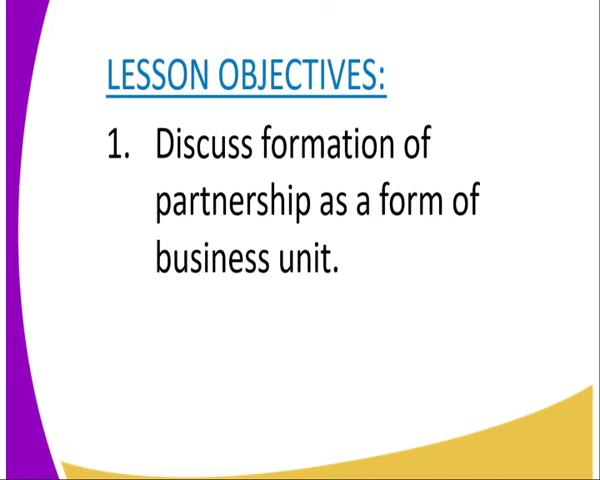 LESSON OBJECTIVES:
1. Discuss formation of
partnership as a form of
business unit.